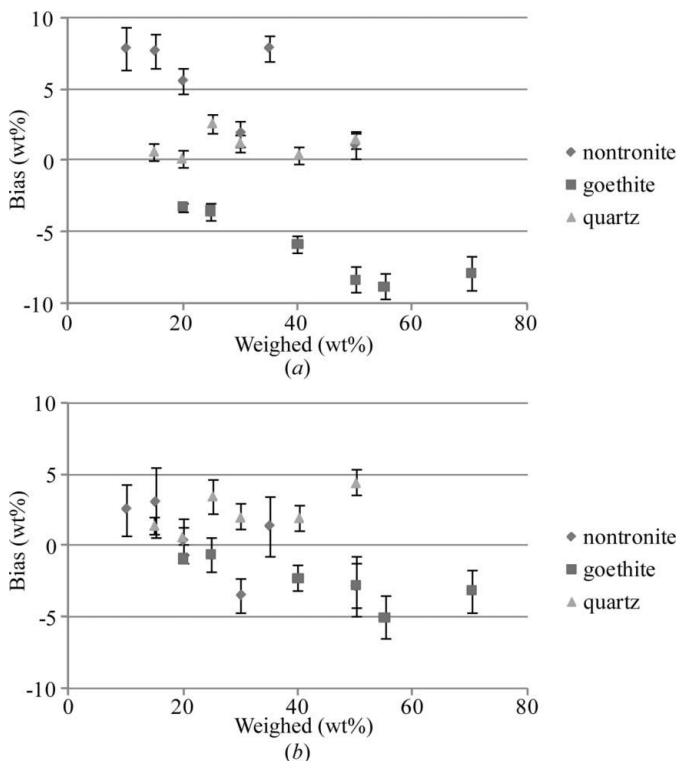 10
5
0
-5
-10
Bias (wt%)
0
20
40
60
80
Weighed (wt%)
nontronite
goethite
quartz
(a)
10
5
0
-5
-10
Bias (wt%)
0
20
40
60
80
Weighed (wt%)
nontronite
goethite
quartz
(b)